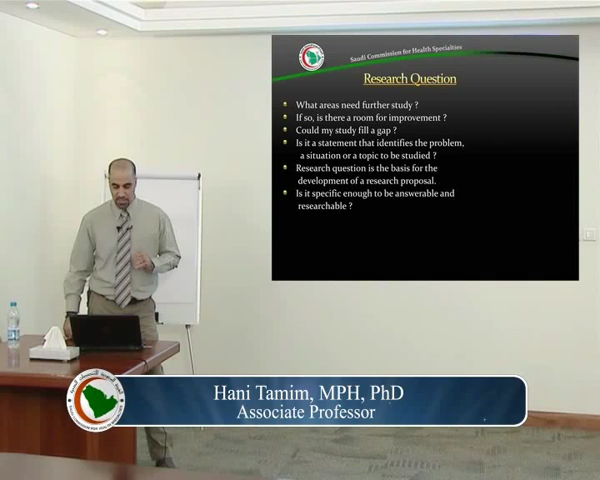 Saudi Commission for Health Specialties
Research Question
What areas need further study ?
If so, is there a room for improvement ?
Could my study fill a gap ?
Is it a statement that identifies the problem,
a situation or a topic to be studied ?
Research question is the basis for the
development of a research proposal.
Is it specific enough to be answerable and
researchable ?
Hani Tamim, MPH, PhD
Associate Professor